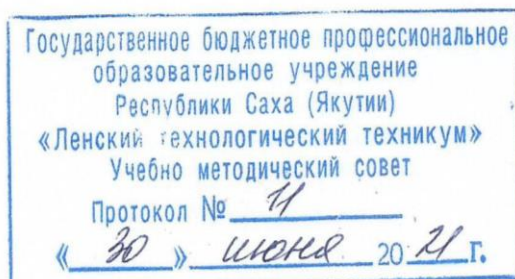 Государственное бюджетное профессиональное
образовательное учреждение
Республики Саха (Якутии)
«Ленский технологический техникум»
Учебно методический совет
Протокол № 11
« 30 » июня 20 21 г.